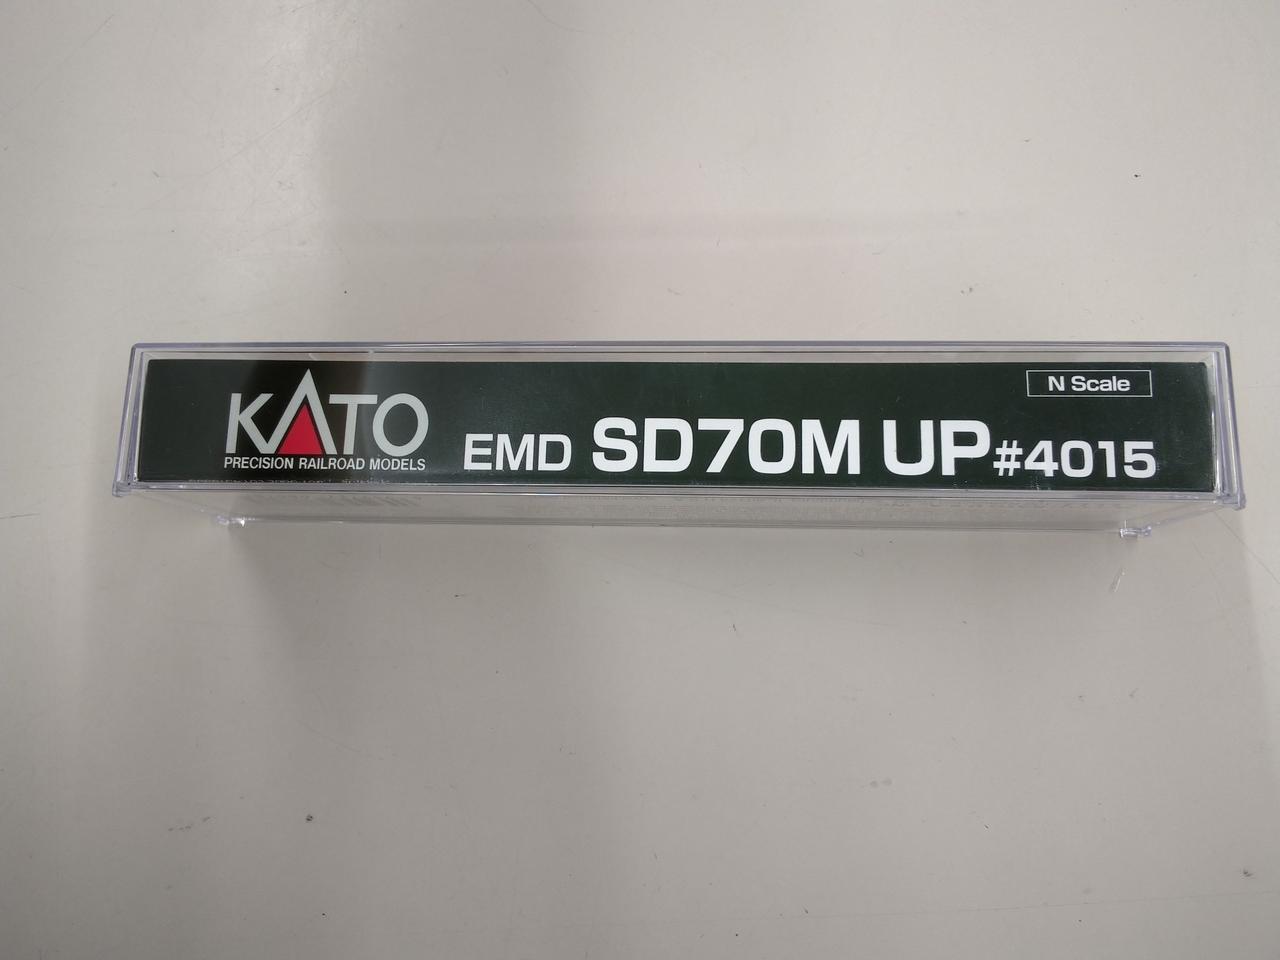 N Scale
KATO
PRECISION RAILROAD MODELS
EMD SD70M UP #4015